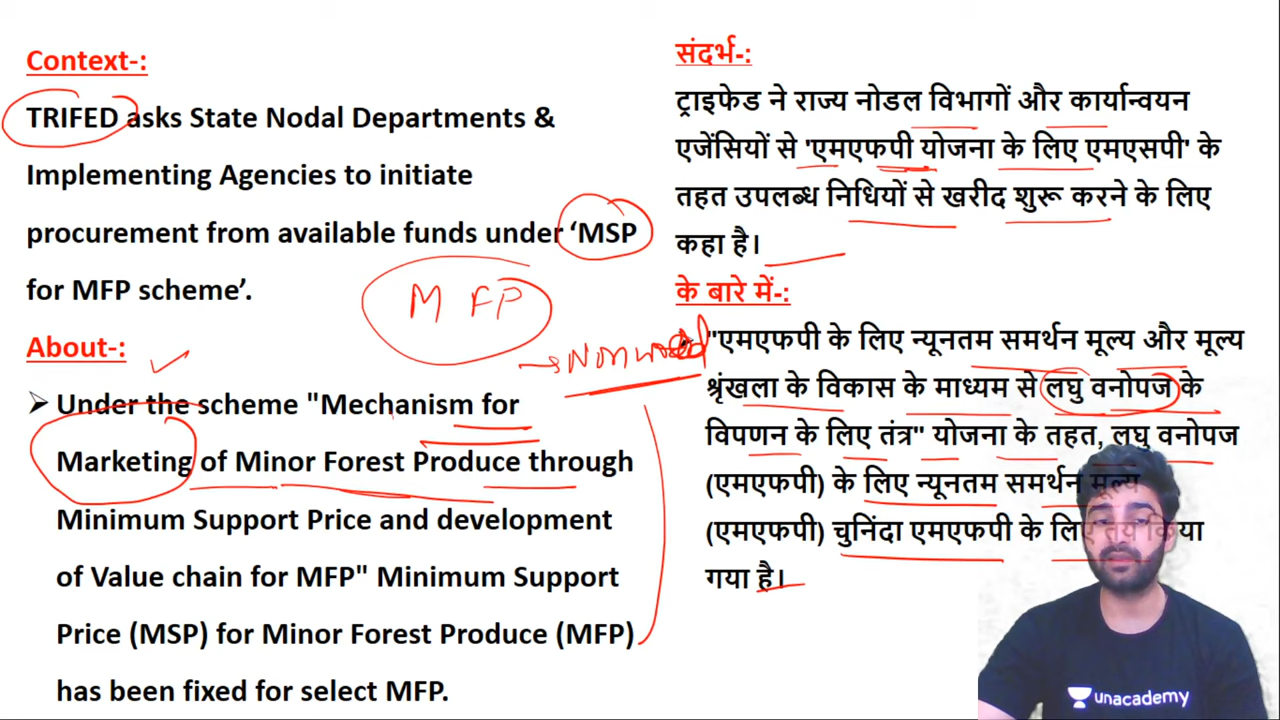 Context-:
TRIFED asks State Nodal Departments &
Implementing Agencies to initiate
procurement from available funds under ‘MSP
for MFP scheme’.
M FP
About-:
Non wood
➢ Under the scheme "Mechanism for
Marketing of Minor Forest Produce through
Minimum Support Price and development
of Value chain for MFP" Minimum Support
Price (MSP) for Minor Forest Produce (MFP)
has been fixed for select MFP.
संदर्भ-:
ट्राइफेड ने राज्य नोडल विभागों और कार्यान्वयन
एजेंसियों से 'एमएफपी योजना के लिए एमएसपी' के
तहत उपलब्ध निधियों से खरीद शुरू करने के लिए
कहा है।
के बारे में-:
"एमएफपी के लिए न्यूनतम समर्थन मूल्य और मूल्य
श्रृंखला के विकास के माध्यम से लघु वनोपज के
विपणन के लिए तंत्र" योजना के तहत, लघु वनोपज
(एमएफपी) के लिए न्यूनतम समर्थन मूल्य
(एमएफपी) चुनिंदा एमएफपी के लिए तय किया
गया है।
unacademy